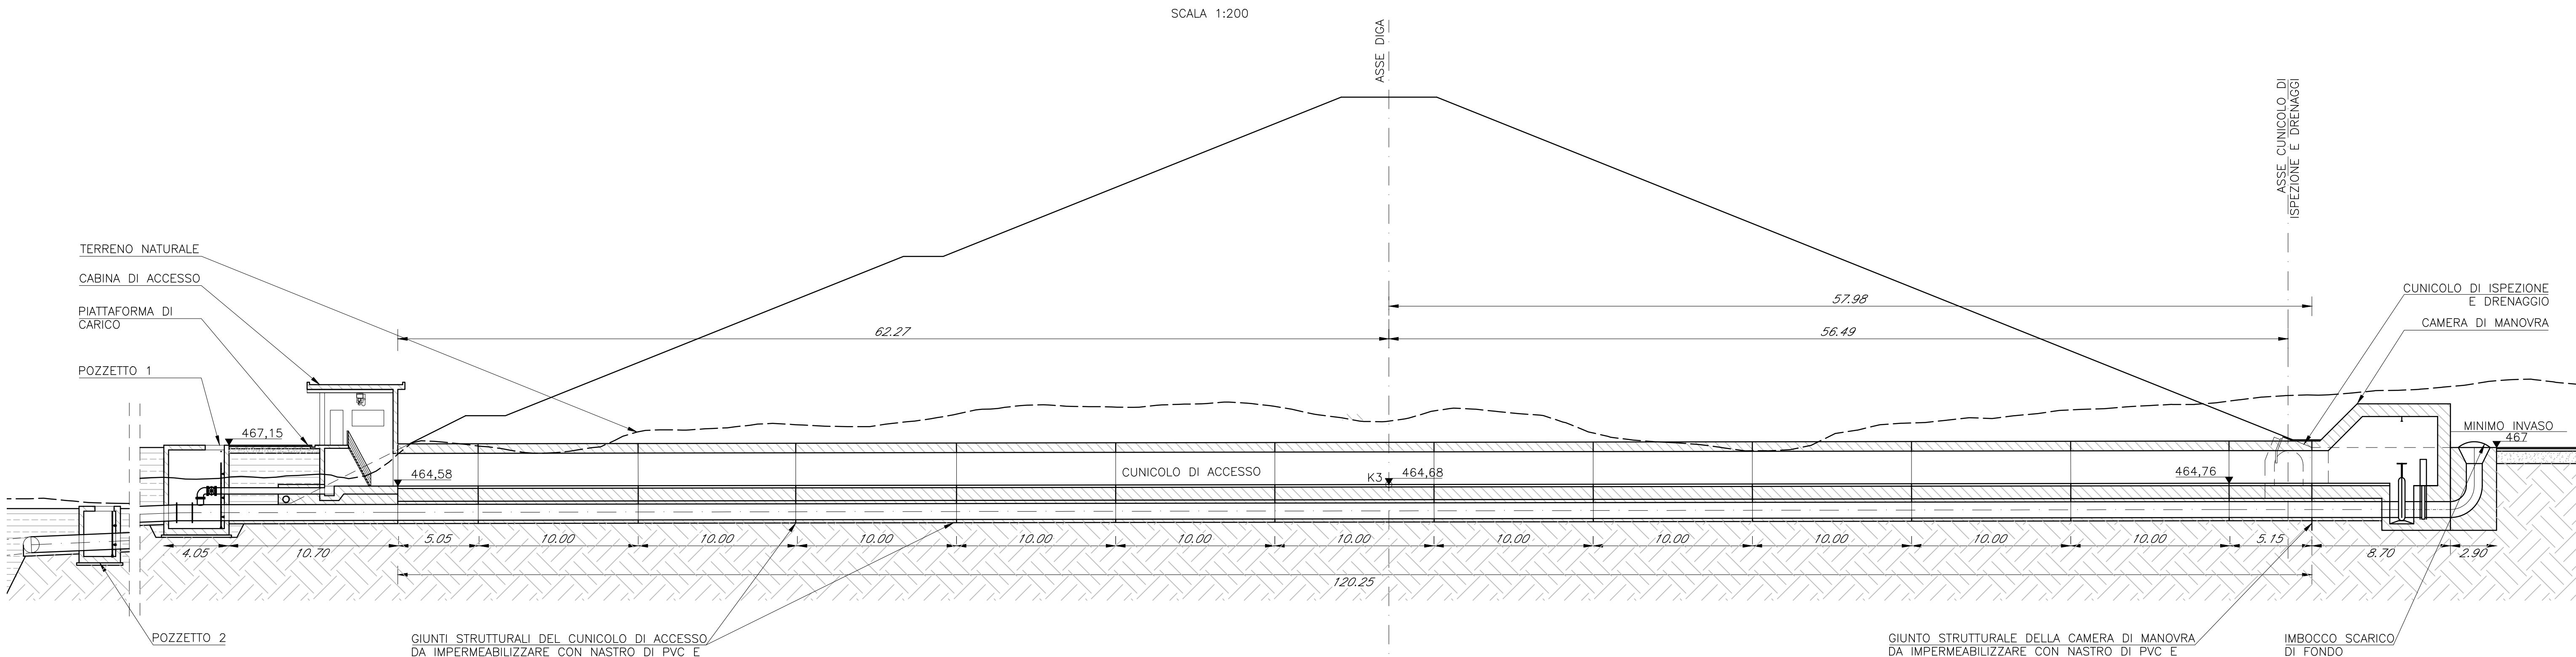 SCALA 1:200
ASSE DIGA
ASSE CUNICOLO DI
ISPEZIONE E DRENAGGI
TERRENO NATURALE
CABINA DI ACCESSO
PIATTAFORMA DI
CARICO
POZZETTO 1
57.98
62.27
56.49
CUNICOLO DI ISPEZIONE
E DRENAGGIO
CAMERA DI MANOVRA
467,15
MINIMO INVASO
467
464,58
CUNICOLO DI ACCESSO
K3
464,68
464,76
4.05
10.70
5.05
10.00
10.00
10.00
10.00
10.00
10.00
10.00
10.00
10.00
10.00
10.00
5.15
8.70
2.90
120.25
POZZETTO 2
GIUNTI STRUTTURALI DEL CUNICOLO DI ACCESSO
DA IMPERMEABILIZZARE CON NASTRO DI PVC E
GIUNTO STRUTTURALE DELLA CAMERA DI MANOVRA
DA IMPERMEABILIZZARE CON NASTRO DI PVC E
IMBOCCO SCARICO
DI FONDO